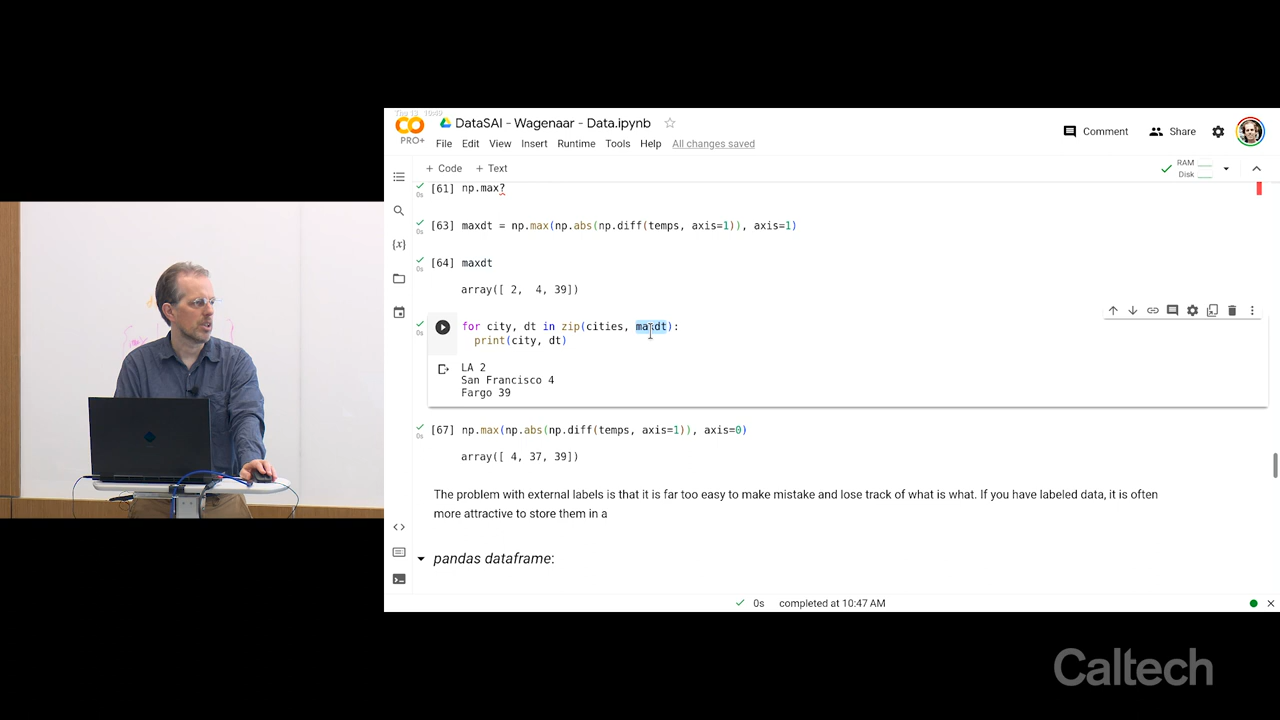 DataSAI - Wagenaar - Data.ipynb
PRO+
File Edit View Insert Runtime Tools Help All changes saved
Comment Share
+ Code + Text
RAM
Disk
[61] np.max?
0s
[63] maxdt = np.max(np.abs(np.diff(temps, axis=1)), axis=1)
0s
[64] maxdt
0s
array([ 2,  4, 39])
for city, dt in zip(cities, maxdt):
0s
print(city, dt)
LA 2
San Francisco 4
Fargo 39
[67] np.max(np.abs(np.diff(temps, axis=1)), axis=0)
0s
array([ 4, 37, 39])
The problem with external labels is that it is far too easy to make mistake and lose track of what is what. If you have labeled data, it is often
more attractive to store them in a
pandas dataframe:
0s completed at 10:47 AM
Caltech